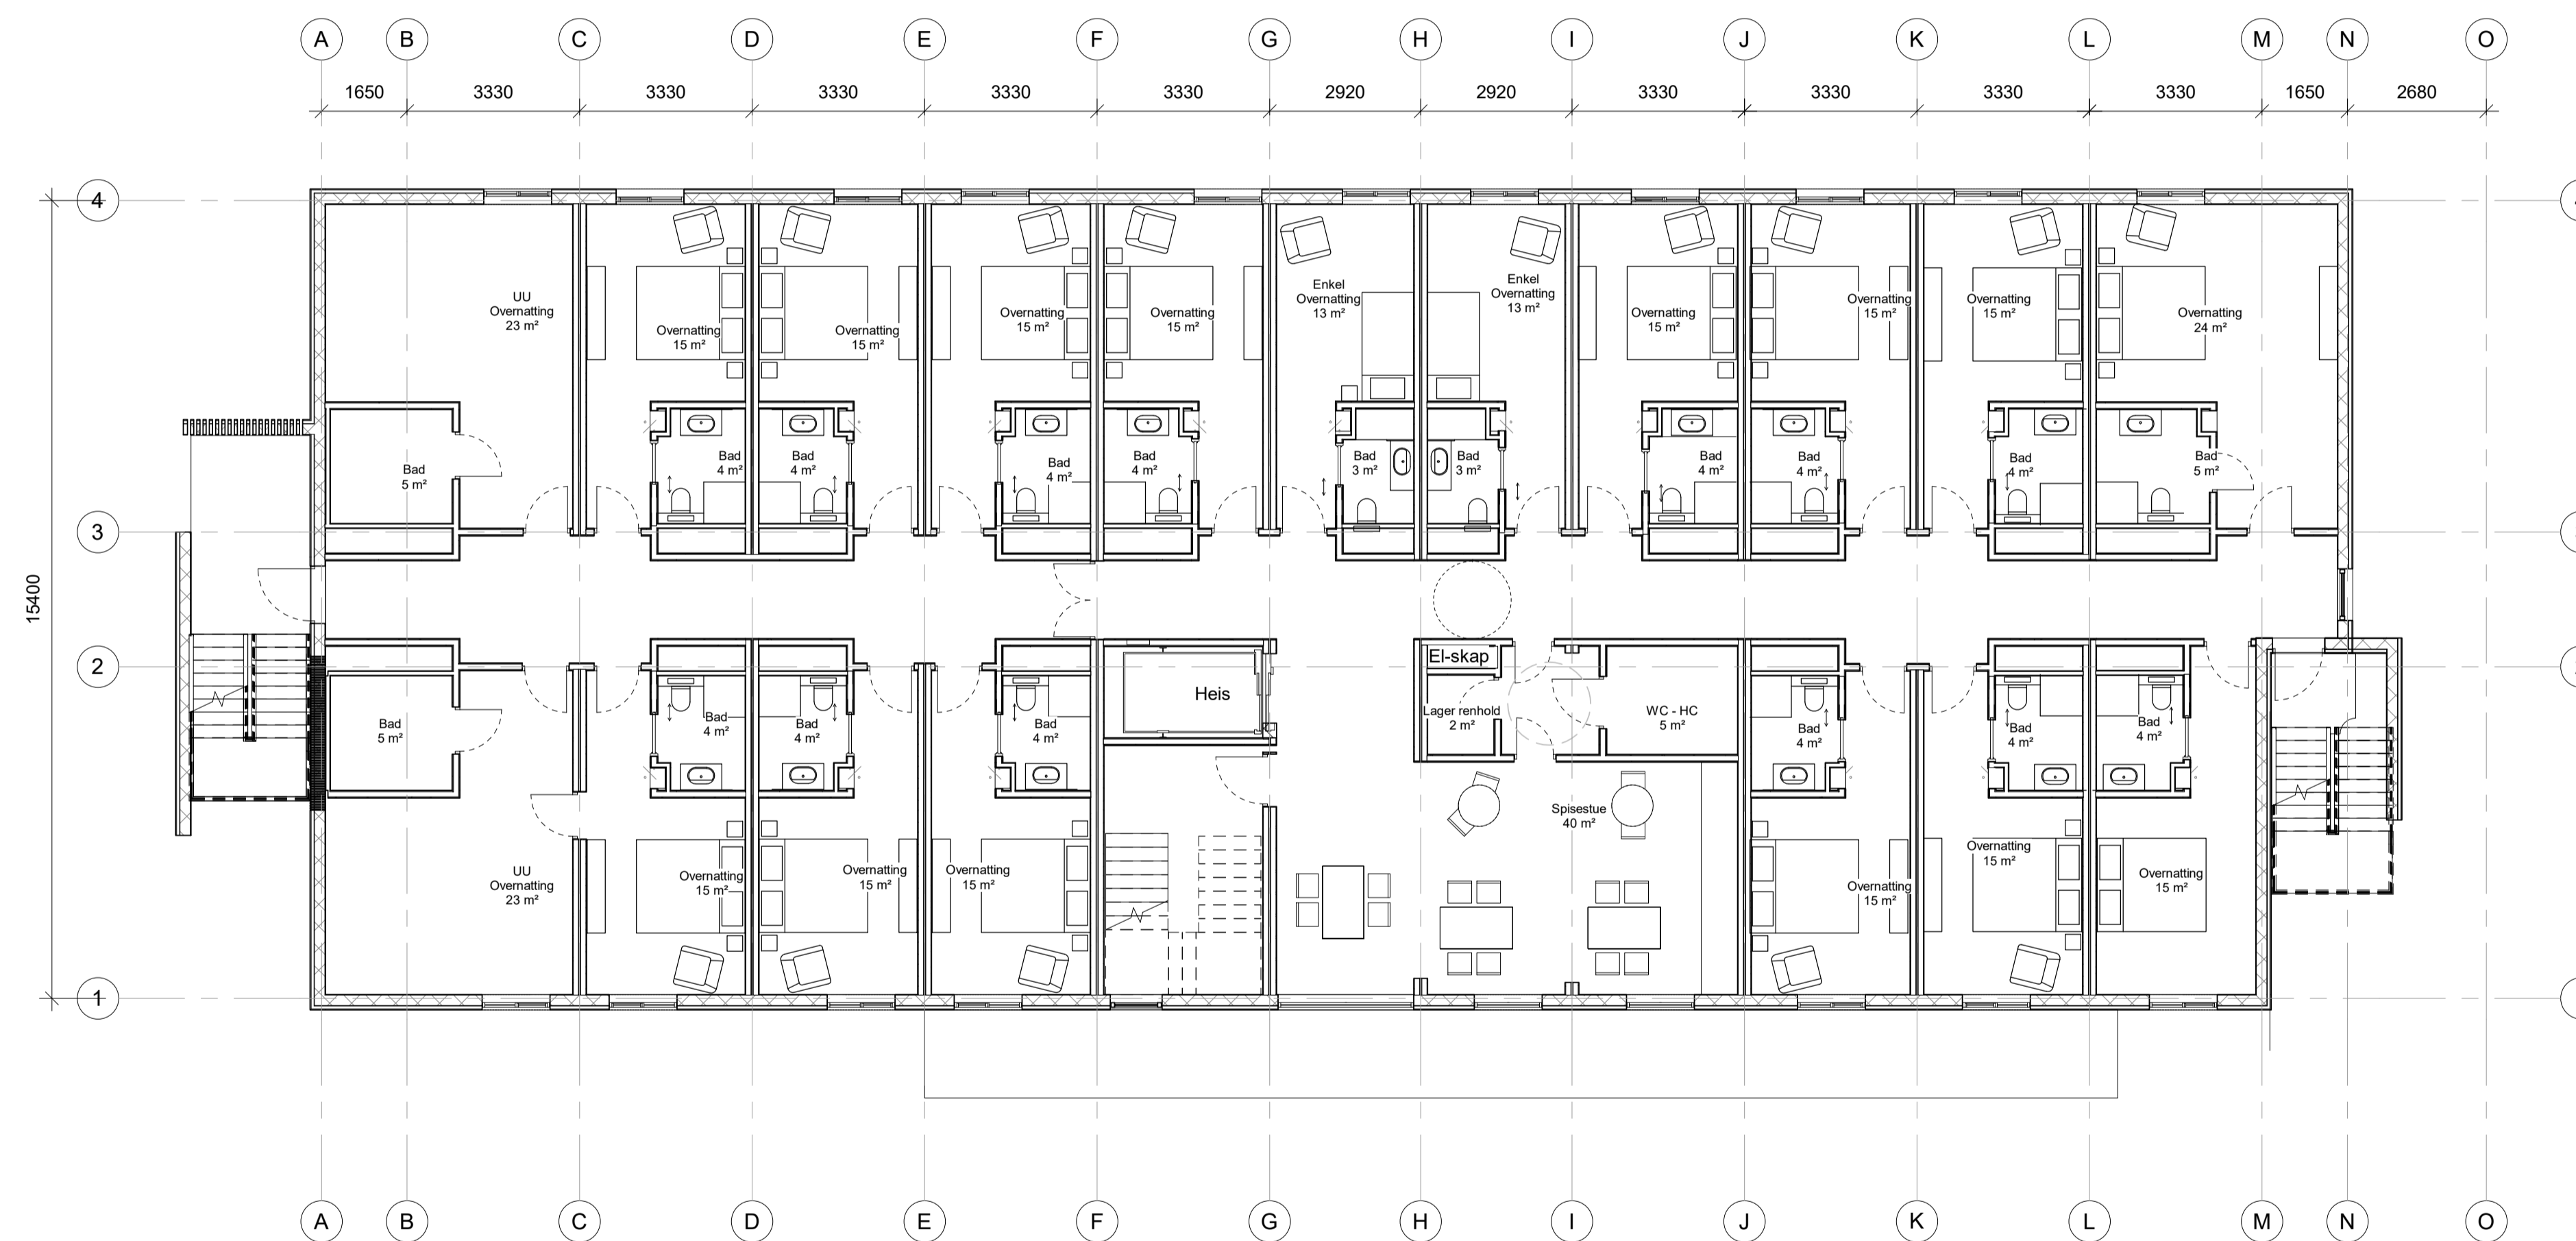 A B C D E F G H I J K L M N O
1650 3330 3330 3330 3330 3330 2920 2920 3330 3330 3330 3330 1650 2680
4
UU
Overnatting
23 m²
Overnatting
15 m²
Overnatting
15 m²
Overnatting
15 m²
Overnatting
15 m²
Enkel
Overnatting
13 m²
Enkel
Overnatting
13 m²
Overnatting
15 m²
Overnatting
15 m²
Overnatting
15 m²
Overnatting
24 m²
Bad
5 m²
Bad
4 m²
Bad
4 m²
Bad
4 m²
Bad
4 m²
Bad
3 m²
Bad
3 m²
Bad
4 m²
Bad
4 m²
Bad
4 m²
Bad
5 m²
3
15400
2
El-skap
Heis
Bad
5 m²
Bad
4 m²
Bad
4 m²
Bad
4 m²
Lager renhold
2 m²
WC - HC
5 m²
Bad
4 m²
Bad
4 m²
Bad
4 m²
Spisestue
40 m²
UU
Overnatting
23 m²
Overnatting
15 m²
Overnatting
15 m²
Overnatting
15 m²
Overnatting
15 m²
Overnatting
15 m²
Overnatting
15 m²
1
A B C D E F G H I J K L M N O